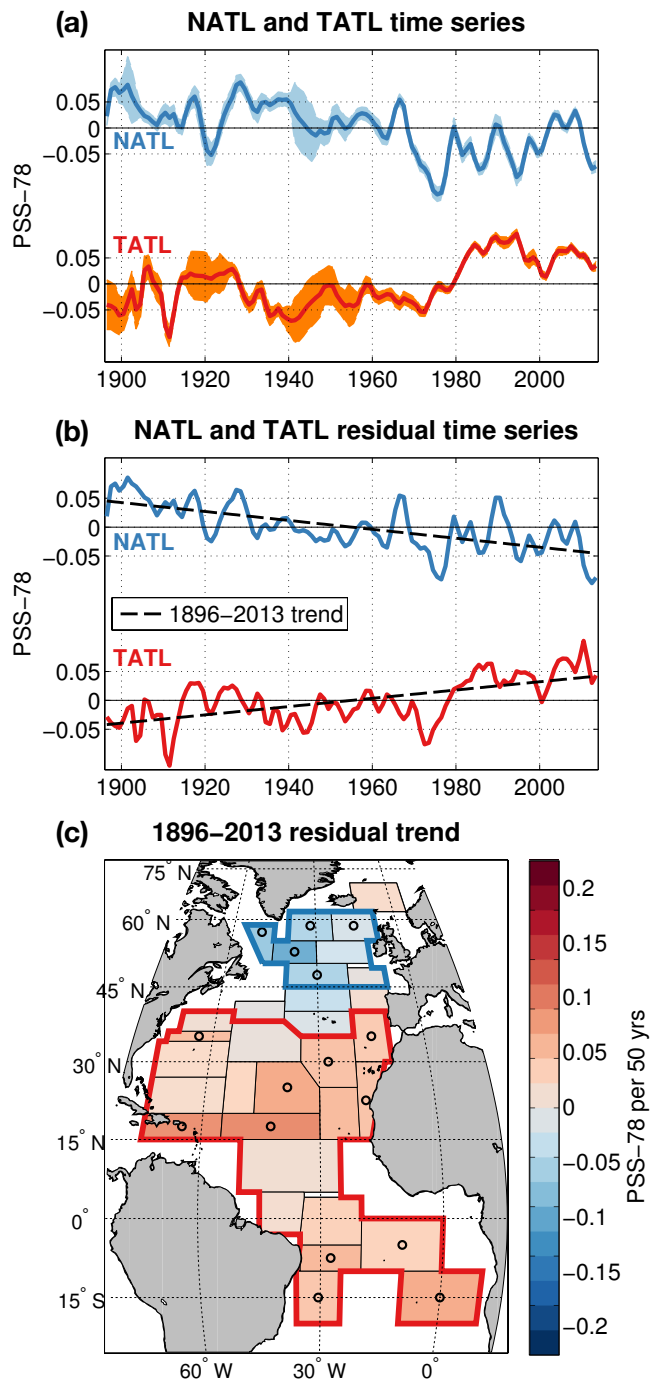 (a) NATL and TATL time series
PSS−78
0.05
0
−0.05
NATL
TATL
0.05
0
−0.05
1900 1920 1940 1960 1980 2000
(b) NATL and TATL residual time series
PSS−78
0.05
0
−0.05
NATL
1896−2013 trend
TATL
0.05
0
−0.05
1900 1920 1940 1960 1980 2000
(c) 1896−2013 residual trend
75° N
60° N
45° N
30° N
15° N
0°
15° S
60° W 30° W 0°
0.2
0.15
0.1
0.05
0
−0.05
−0.1
−0.15
−0.2
PSS−78 per 50 yrs